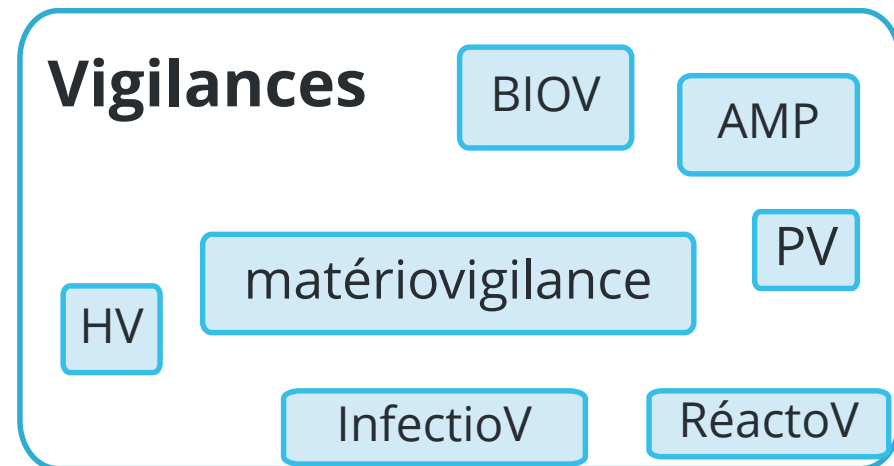 Vigilances
BIOV
AMP
PV
matériovigilance
HV
InfectioV
RéactoV